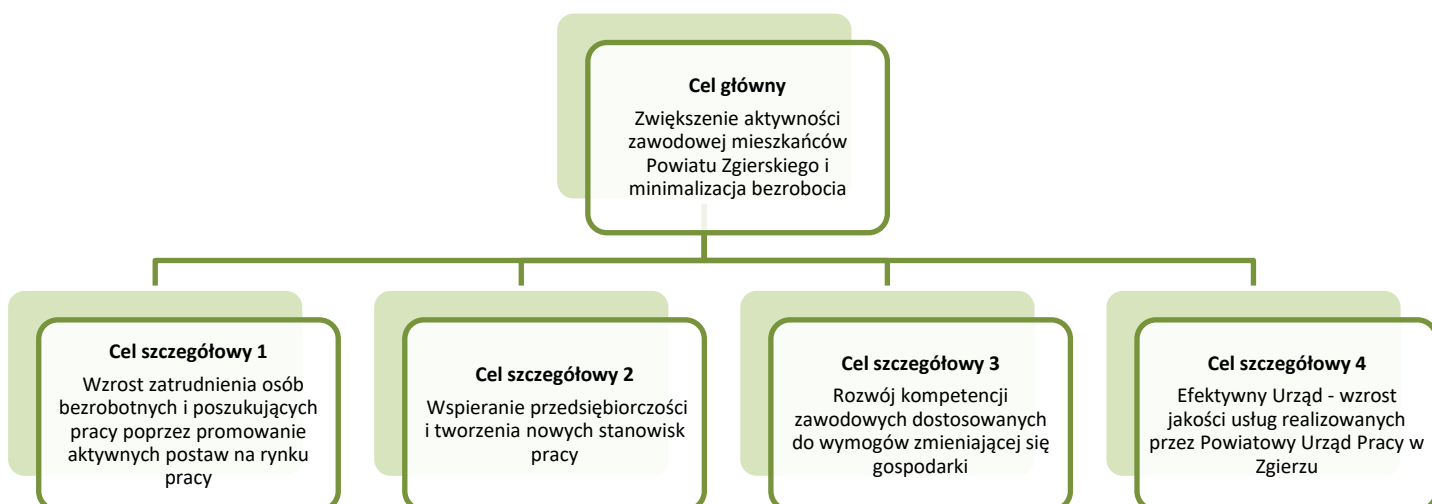 Cel główny
Zwiększenie aktywności
zawodowej mieszkańców
Powiatu Zgierskiego i
minimalizacja bezrobocia
Cel szczegółowy 1
Wzrost zatrudnienia osób
bezrobotnych i poszukujących
pracy poprzez promowanie
aktywnych postaw na rynku
pracy
Cel szczegółowy 2
Wspieranie przedsiębiorczości
i tworzenia nowych stanowisk
pracy
Cel szczegółowy 3
Rozwój kompetencji
zawodowych dostosowanych
do wymogów zmieniającej się
gospodarki
Cel szczegółowy 4
Efektywny Urząd - wzrost
jakości usług realizowanych
przez Powiatowy Urząd Pracy w
Zgierzu